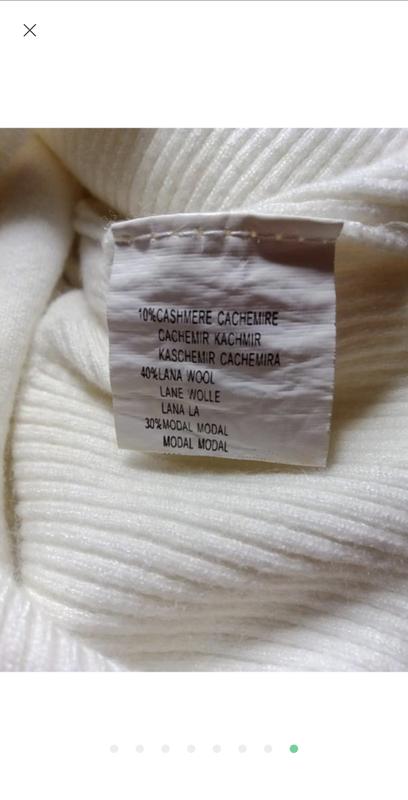 10%CASHMERE CACHEMIRE
CACHEMIR KACHMIR
KASCHEMIR CACHEMIRA
40%LANA WOOL
LANE WOLLE
LANA LA
30%MODAL MODAL
MODAL MODAL